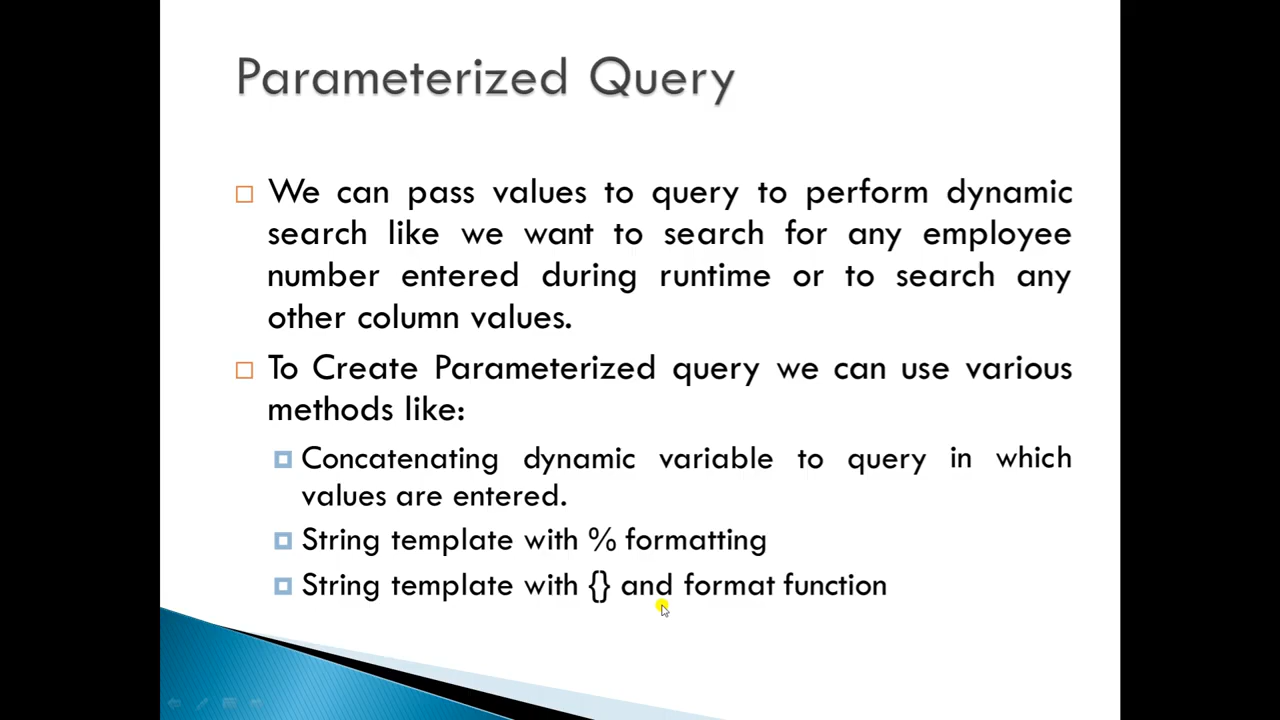 Parameterized Query
We can pass values to query to perform dynamic
search like we want to search for any employee
number entered during runtime or to search any
other column values.
To Create Parameterized query we can use various
methods like:
Concatenating dynamic variable to query in which
values are entered.
String template with % formatting
String template with {} and format function